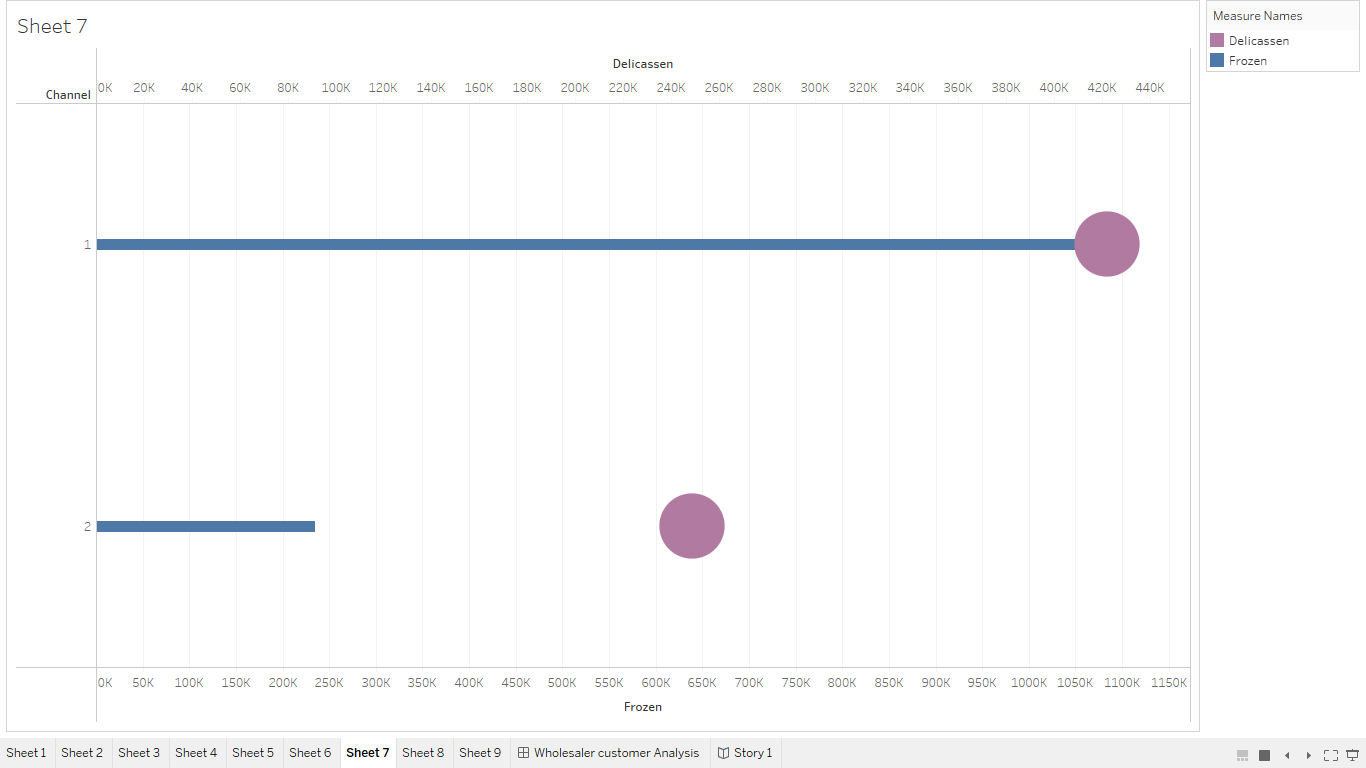 Sheet 7
Measure Names
Delicassen
Frozen
Delicassen
Channel
0K 20K 40K 60K 80K 100K 120K 140K 160K 180K 200K 220K 240K 260K 280K 300K 320K 340K 360K 380K 400K 420K 440K
1
2
0K 50K 100K 150K 200K 250K 300K 350K 400K 450K 500K 550K 600K 650K 700K 750K 800K 850K 900K 950K 1000K 1050K 1100K 1150K
Frozen
Sheet 1 Sheet 2 Sheet 3 Sheet 4 Sheet 5 Sheet 6 Sheet 7 Sheet 8 Sheet 9 Wholesaler customer Analysis Story 1